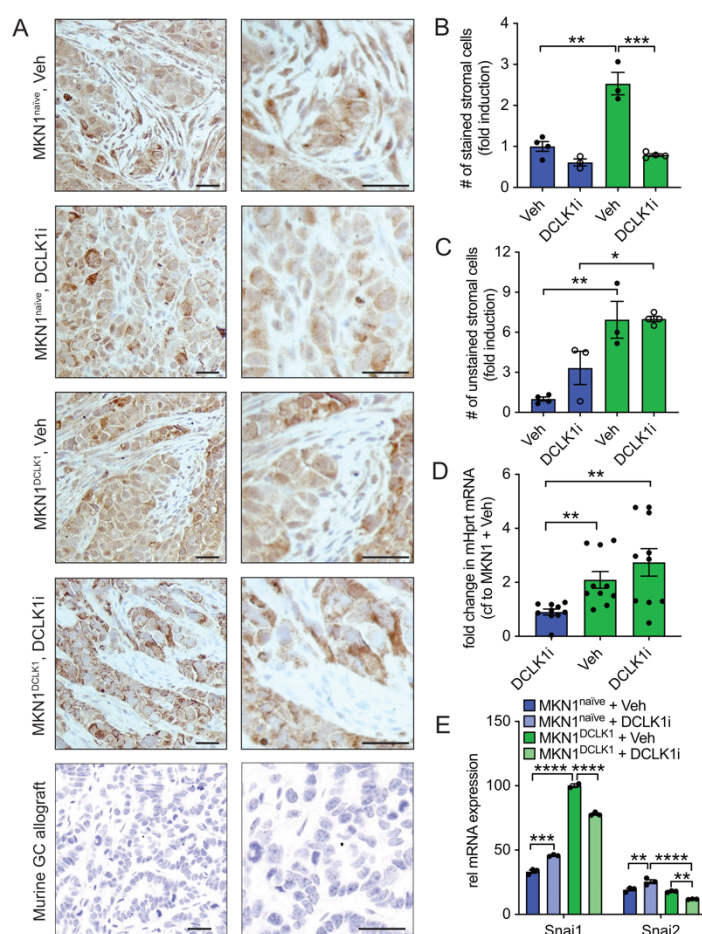 A
MKN1naïve, Veh
MKN1naïve, DCLK1i
MKN1DCLK1, Veh
MKN1DCLK1, DCLK1i
Murine GC allograft
B
# of stained stromal cells
(fold induction)
4
3
2
1
0
**
***
Veh
DCLK1i
Veh
DCLK1i
C
# of unstained stromal cells
(fold induction)
12
9
6
3
0
*
**
Veh
DCLK1i
Veh
DCLK1i
D
fold change in mHprt mRNA
(cf to MKN1 + Veh)
6
4
2
0
**
**
DCLK1i
Veh
DCLK1i
E
MKN1naïve + Veh
MKN1naïve + DCLK1i
MKN1DCLK1 + Veh
MKN1DCLK1 + DCLK1i
rel mRNA expression
150
100
50
0
**** ****
***
** ****
**
Snai1 Snai2